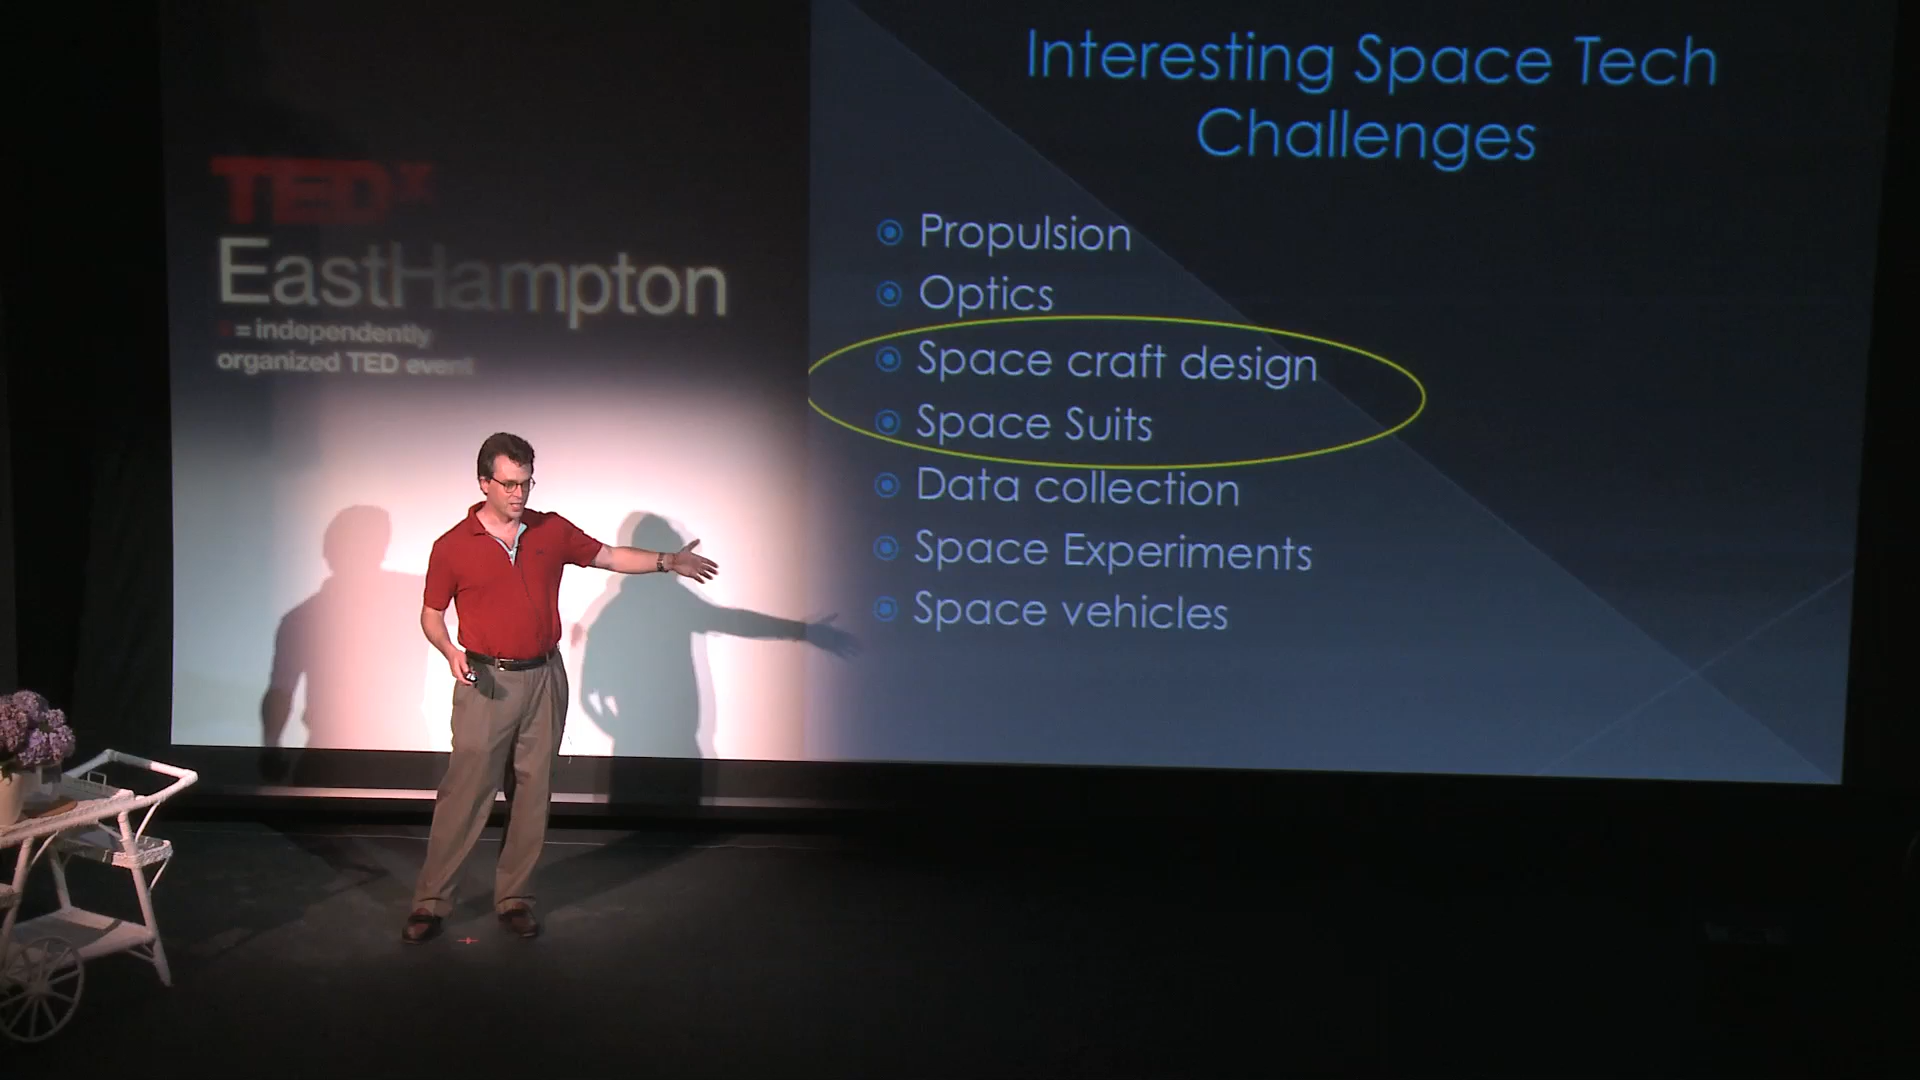 TEDx
EastHampton
x = independently
organized TED event
Interesting Space Tech
Challenges
Propulsion
Optics
Space craft design
Space Suits
Data collection
Space Experiments
Space vehicles